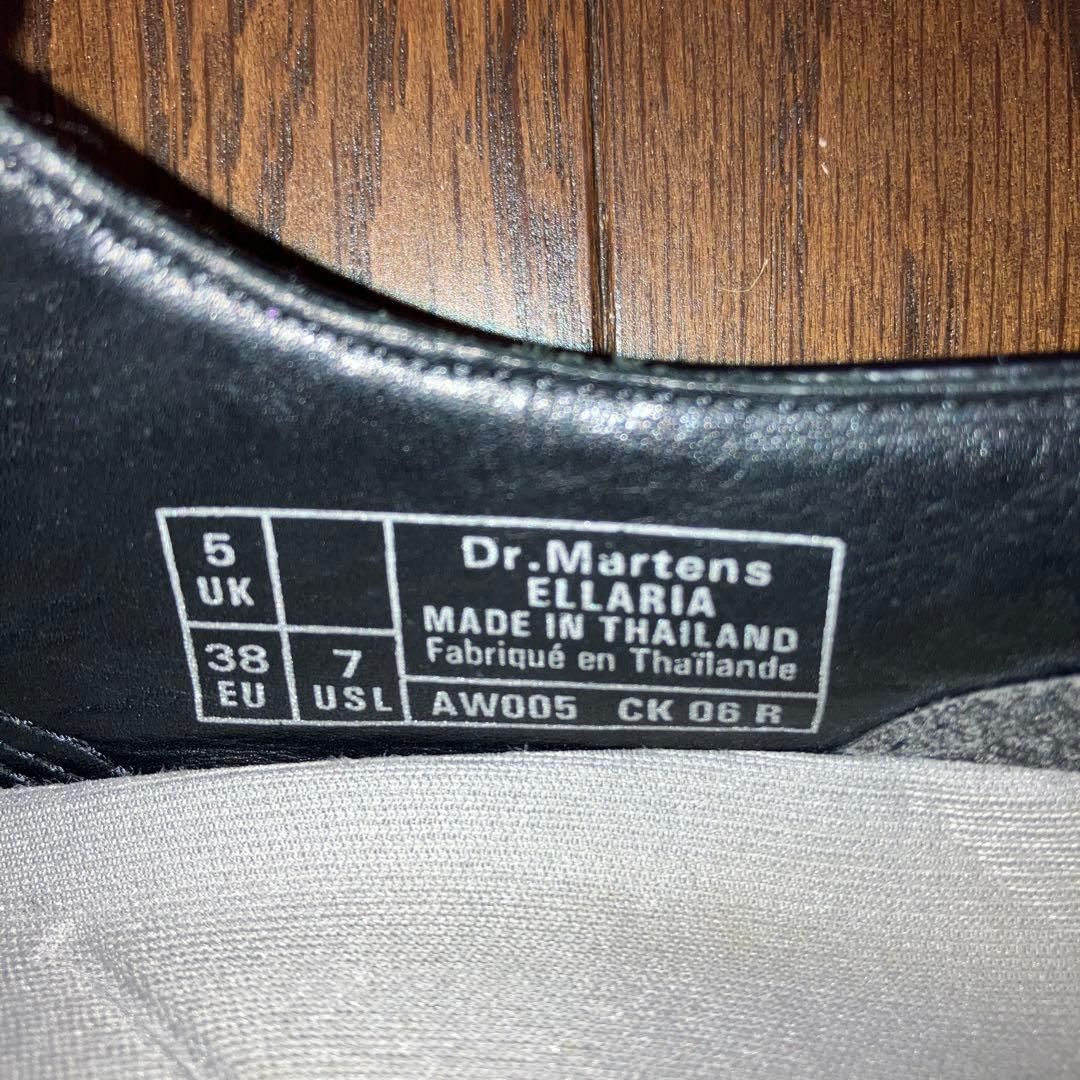 5
UK
38
EU
7
USL
Dr.Martens
ELLARIA
MADE IN THAILAND
Fabriqué en Thaïlande
AW005 CK 06 R